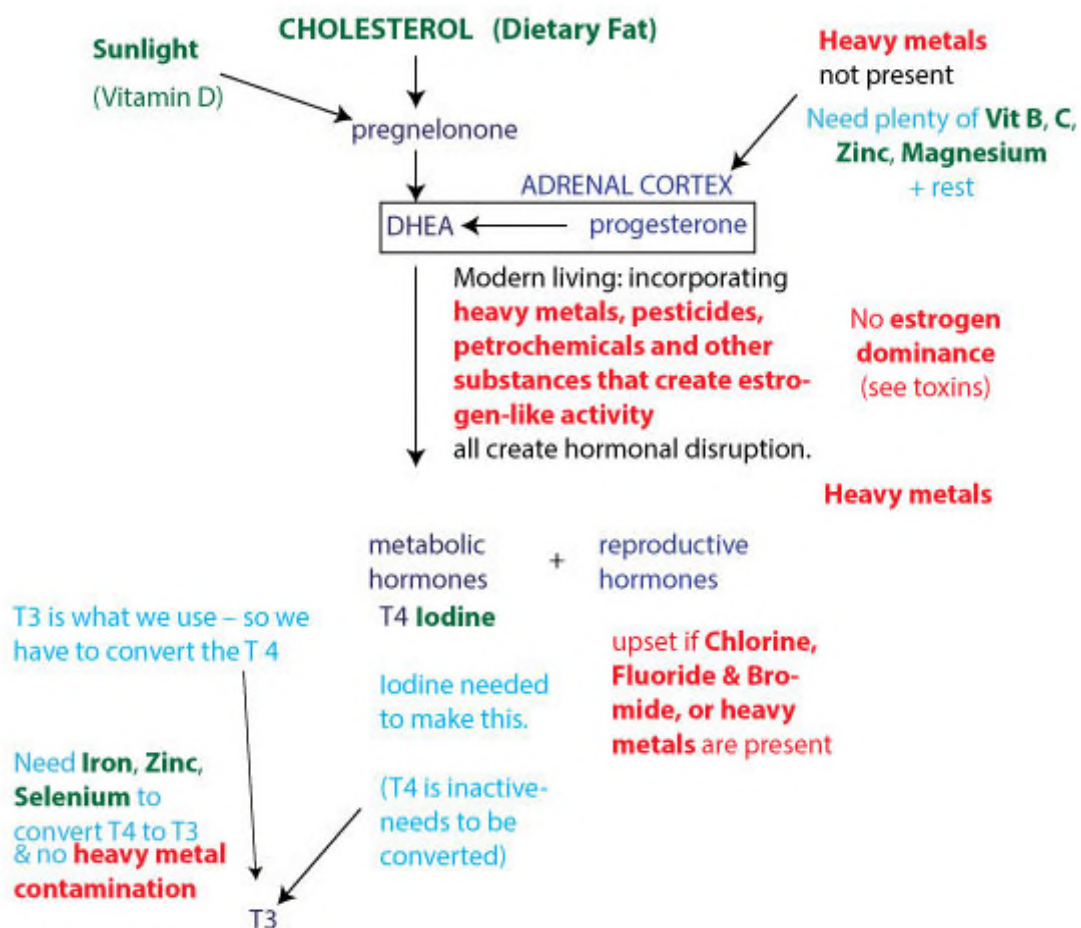 CHOLESTEROL (Dietary Fat)
Sunlight
(Vitamin D)
Heavy metals
not present
Need plenty of Vit B, C,
Zinc, Magnesium
+ rest
pregnelonone
ADRENAL CORTEX
DHEA
progesterone
Modern living: incorporating
heavy metals, pesticides,
petrochemicals and other
substances that create estro-
gen-like activity
all create hormonal disruption.
No estrogen
dominance
(see toxins)
Heavy metals
metabolic
hormones
+
reproductive
hormones
T4 Iodine
T3 is what we use – so we
have to convert the T 4
Iodine needed
to make this.
upset if Chlorine,
Fluoride & Bro-
mide, or heavy
metals are present
Need Iron, Zinc,
Selenium to
convert T4 to T3
& no heavy metal
contamination
(T4 is inactive-
needs to be
converted)
T3